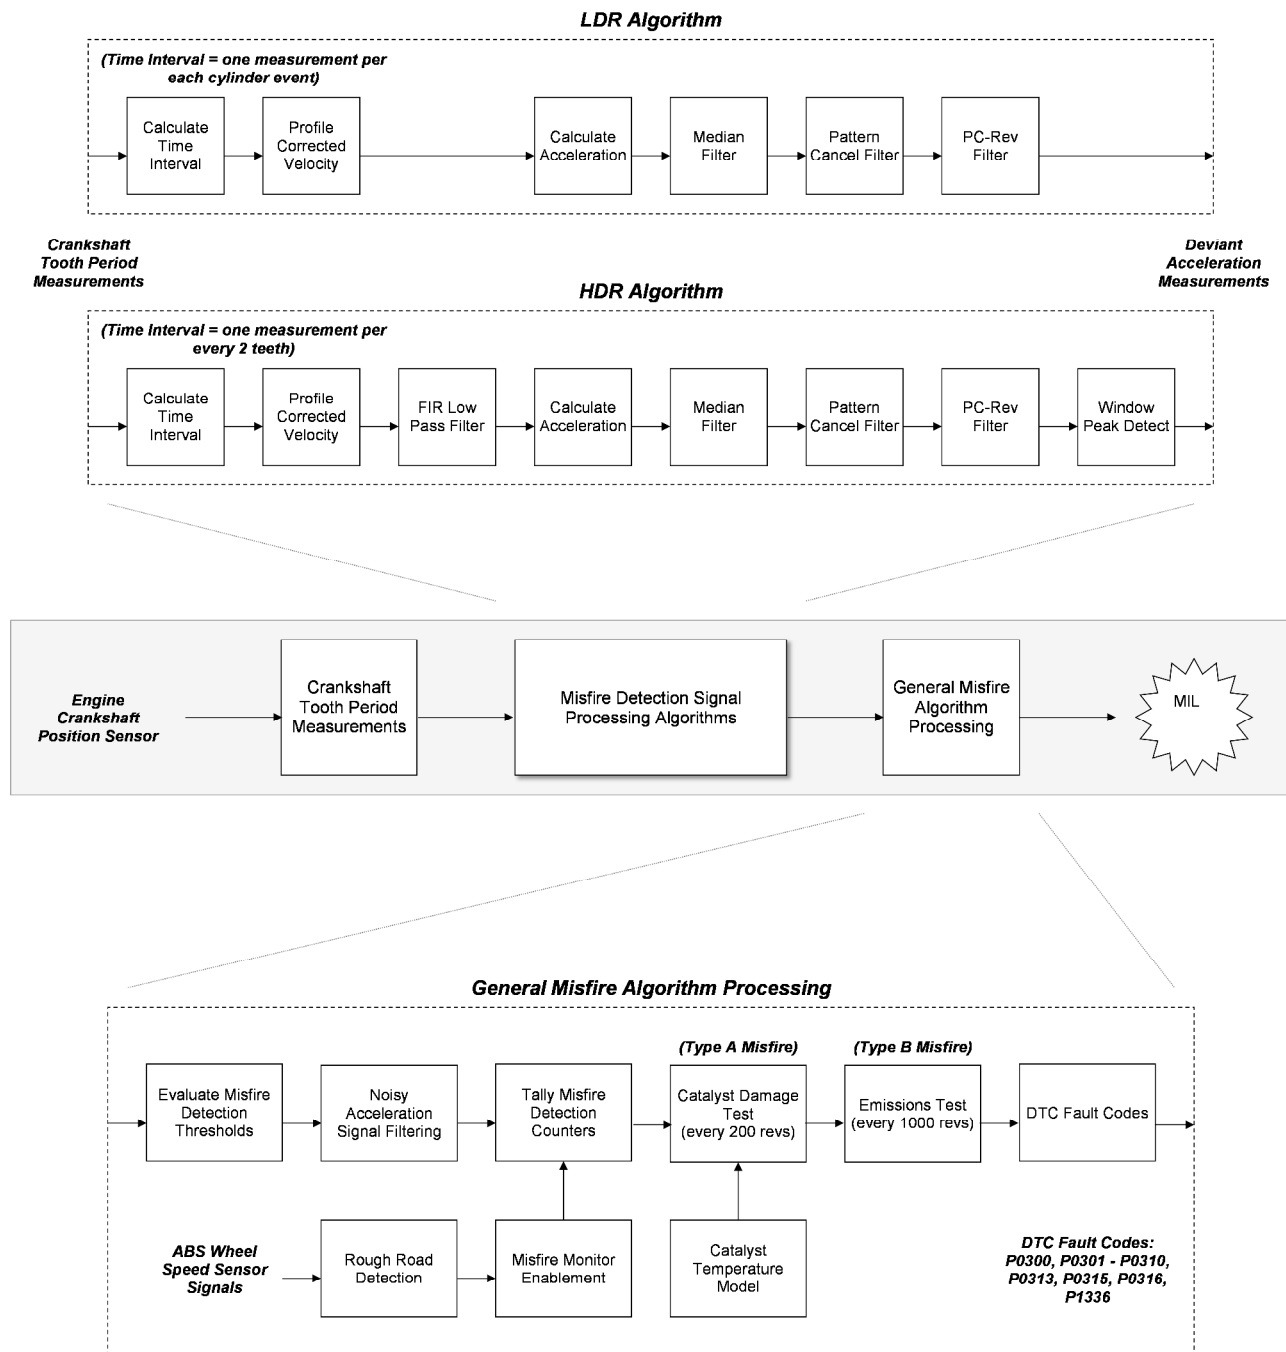 LDR Algorithm
(Time Interval = one measurement per
each cylinder event)
Calculate
Time
Interval
Profile
Corrected
Velocity
Calculate
Acceleration
Median
Filter
Pattern
Cancel Filter
PC-Rev
Filter
Crankshaft
Tooth Period
Measurements
Deviant
Acceleration
Measurements
HDR Algorithm
(Time Interval = one measurement per
every 2 teeth)
Calculate
Time
Interval
Profile
Corrected
Velocity
FIR Low
Pass Filter
Calculate
Acceleration
Median
Filter
Pattern
Cancel Filter
PC-Rev
Filter
Window
Peak Detect
Engine
Crankshaft
Position Sensor
Crankshaft
Tooth Period
Measurements
Misfire Detection Signal
Processing Algorithms
General Misfire
Algorithm
Processing
MIL
General Misfire Algorithm Processing
(Type A Misfire)
(Type B Misfire)
Evaluate Misfire
Detection
Thresholds
Noisy
Acceleration
Signal Filtering
Tally Misfire
Detection
Counters
Catalyst Damage
Test
(every 200 revs)
Emissions Test
(every 1000 revs)
DTC Fault Codes
ABS Wheel
Speed Sensor
Signals
Rough Road
Detection
Misfire Monitor
Enablement
Catalyst
Temperature
Model
DTC Fault Codes:
P0300, P0301 - P0310,
P0313, P0315, P0316,
P1336